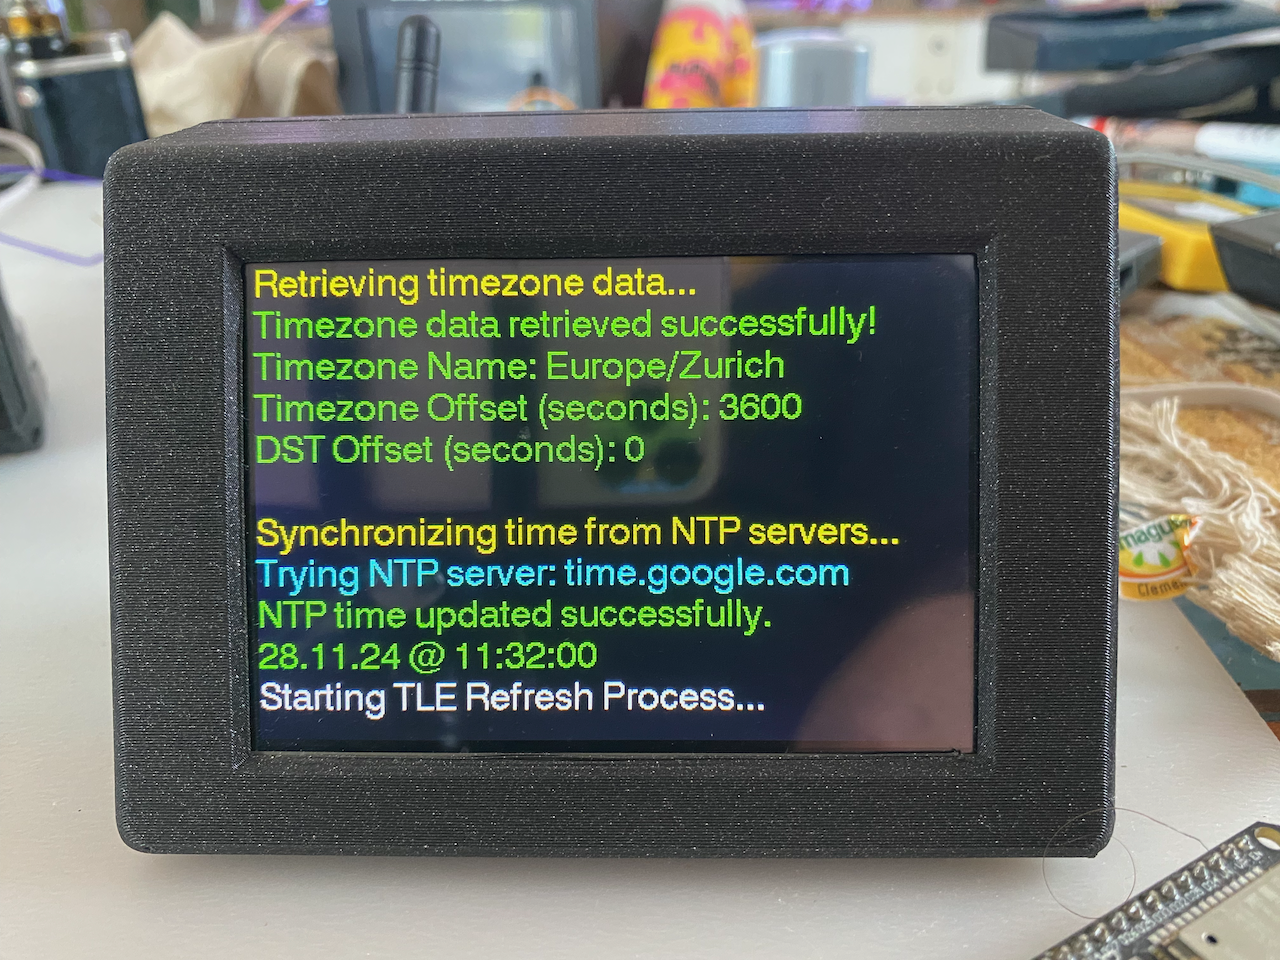 Retrieving timezone data...
Timezone data retrieved successfully!
Timezone Name: Europe/Zurich
Timezone Offset (seconds): 3600
DST Offset (seconds): 0
Synchronizing time from NTP servers...
Trying NTP server: time.google.com
NTP time updated successfully.
28.11.24 @ 11:32:00
Starting TLE Refresh Process...